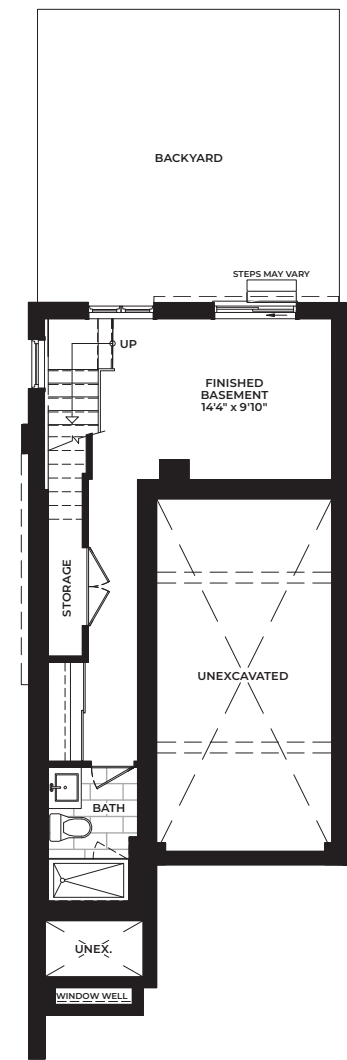 BACKYARD
STEPS MAY VARY
UP
FINISHED
BASEMENT
14'4" x 9'10"
STORAGE
UNEXCAVATED
BATH
UNEX.
WINDOW WELL